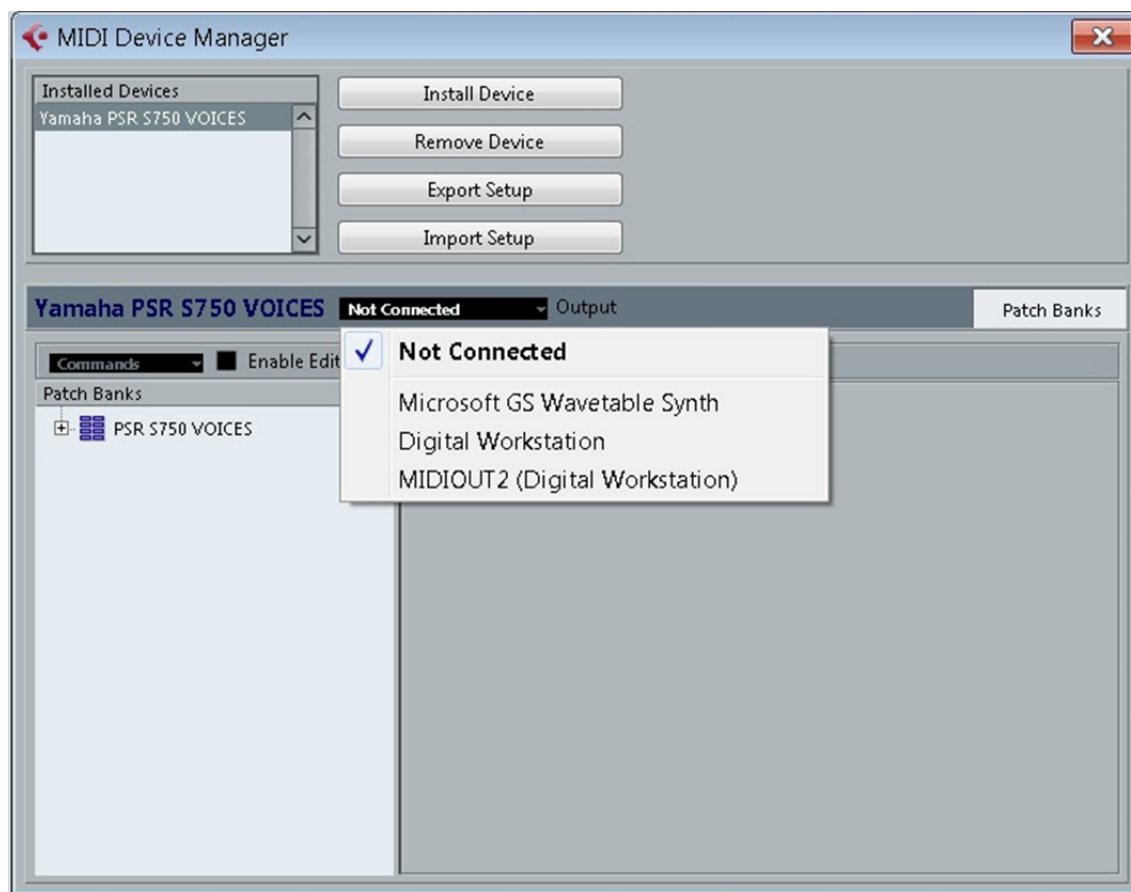 MIDI Device Manager
Installed Devices
Yamaha PSR S750 VOICES
Install Device
Remove Device
Export Setup
Import Setup
Yamaha PSR S750 VOICES Not Connected Output Patch Banks
Commands Enable Edit
Patch Banks
PSR S750 VOICES
Not Connected
Microsoft GS Wavetable Synth
Digital Workstation
MIDIOUT2 (Digital Workstation)